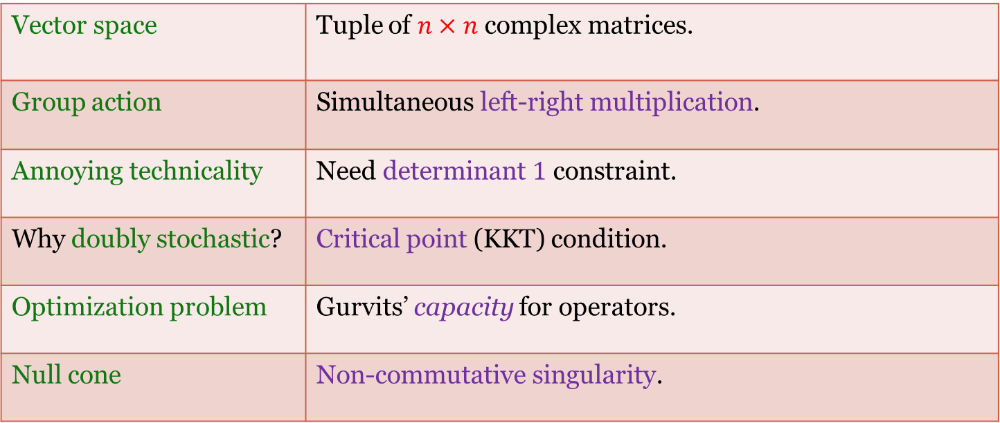 Vector space Tuple of n × n complex matrices.
Group action Simultaneous left-right multiplication.
Annoying technicality Need determinant 1 constraint.
Why doubly stochastic? Critical point (KKT) condition.
Optimization problem Gurvits’ capacity for operators.
Null cone Non-commutative singularity.